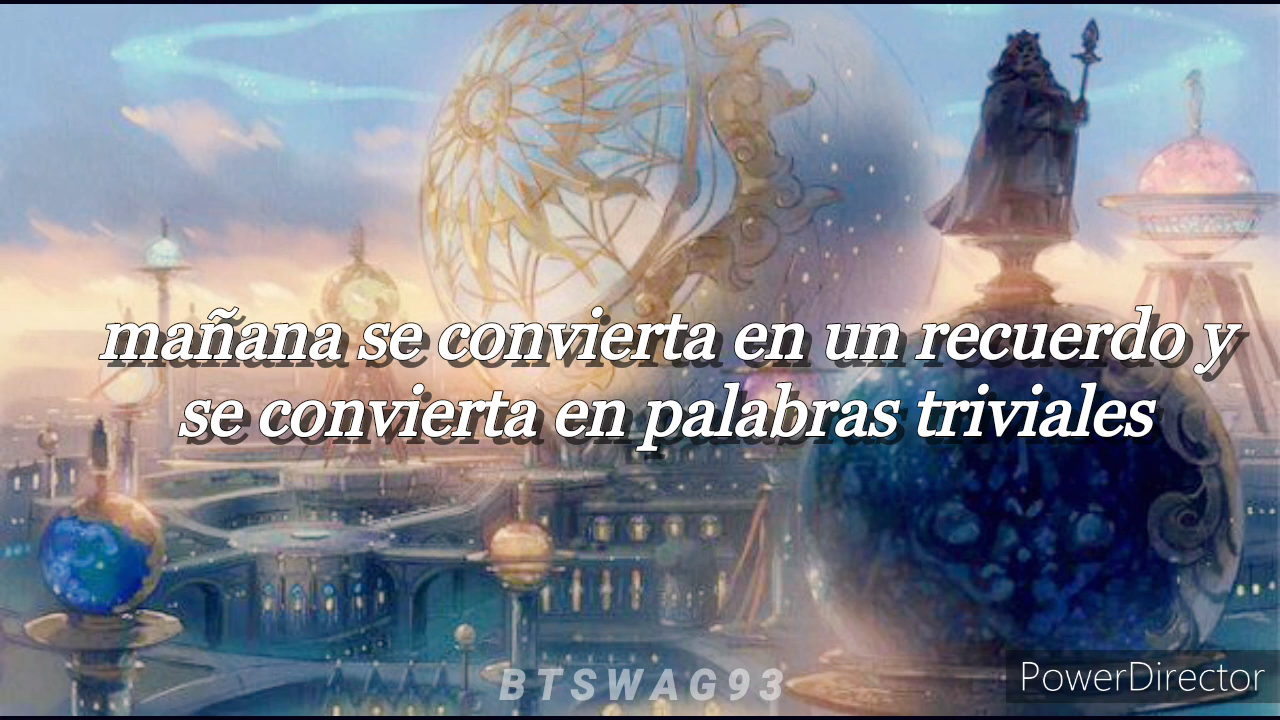 mañana se convierta en un recuerdo y
se convierta en palabras triviales
BTSWAG93
PowerDirector